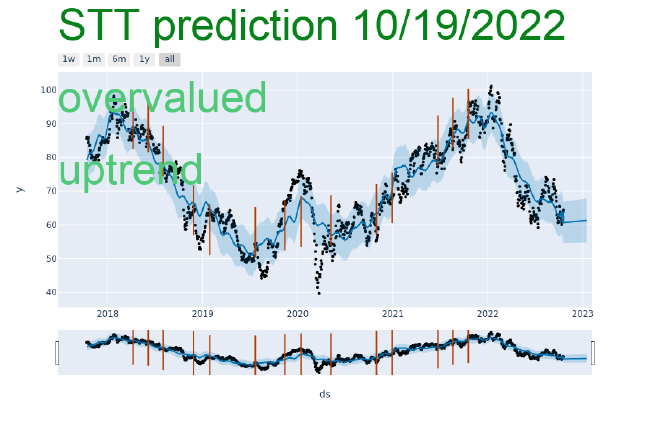 STT prediction 10/19/2022
1w 1m 6m 1y all
overvalued
uptrend
100
90
80
70
60
50
40
y
2018 2019 2020 2021 2022 2023
ds